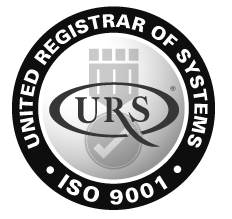 UNITED REGISTRAR OF SYSTEMS
URS®
• ISO 9001 •